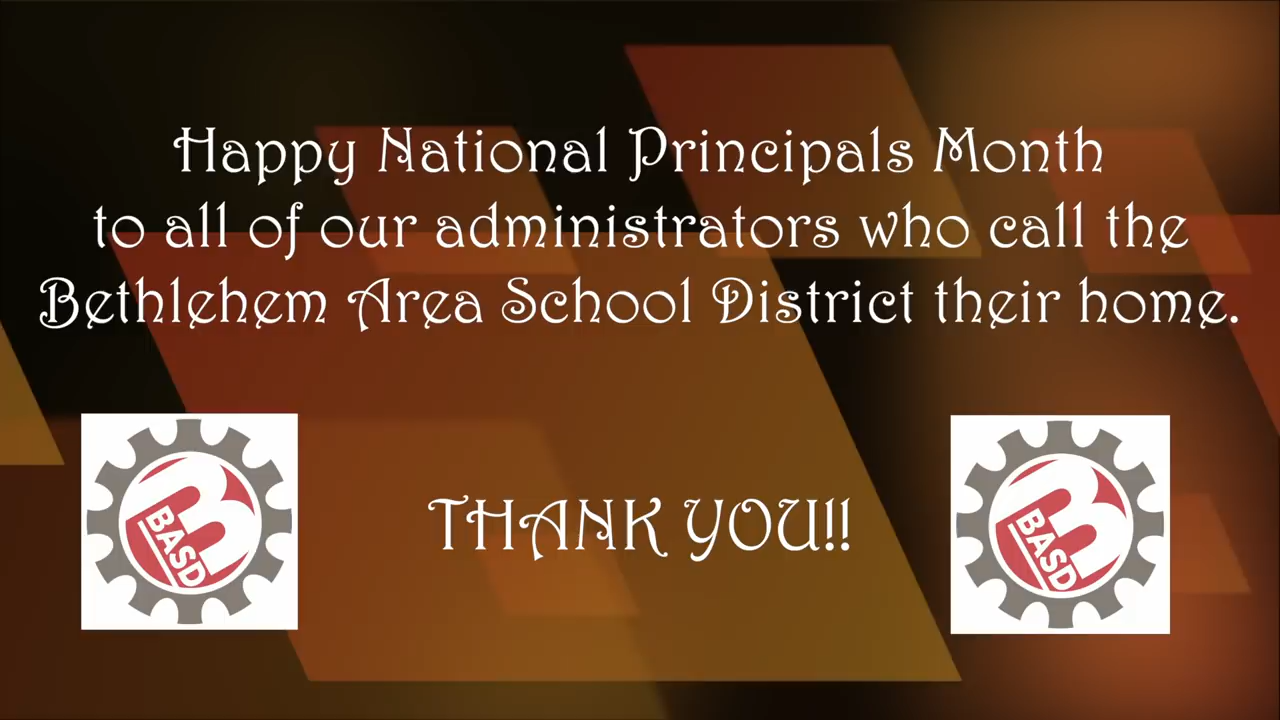 Happy National Principals Month
to all of our administrators who call the
Bethlehem Area School District their home.
THANK YOU!!
BASD
BASD